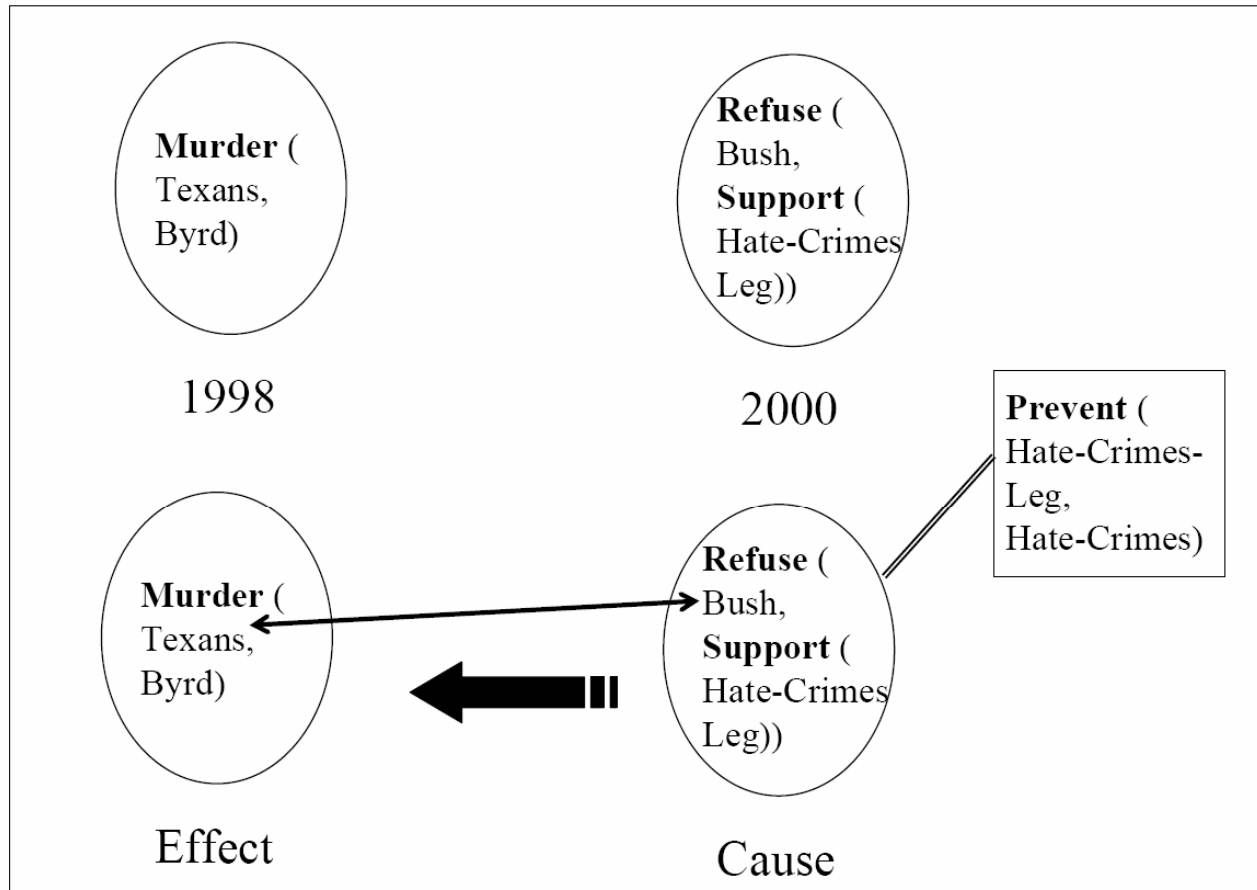 Murder (
Texans,
Byrd)
1998
Refuse (
Bush,
Support (
Hate-Crimes
Leg))
2000
Prevent (
Hate-Crimes-
Leg,
Hate-Crimes)
Murder (
Texans,
Byrd)
Effect
Refuse (
Bush,
Support (
Hate-Crimes
Leg))
Cause